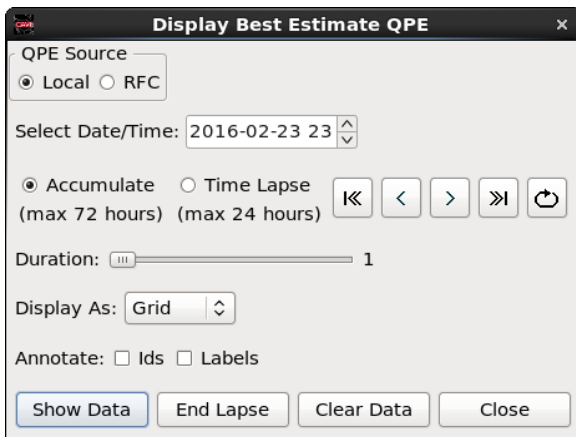 Display Best Estimate QPE
QPE Source
Local RFC
Select Date/Time: 2016-02-23 23
Accumulate Time Lapse
(max 72 hours) (max 24 hours)
Duration: 1
Display As: Grid
Annotate: Ids Labels
Show Data End Lapse Clear Data Close